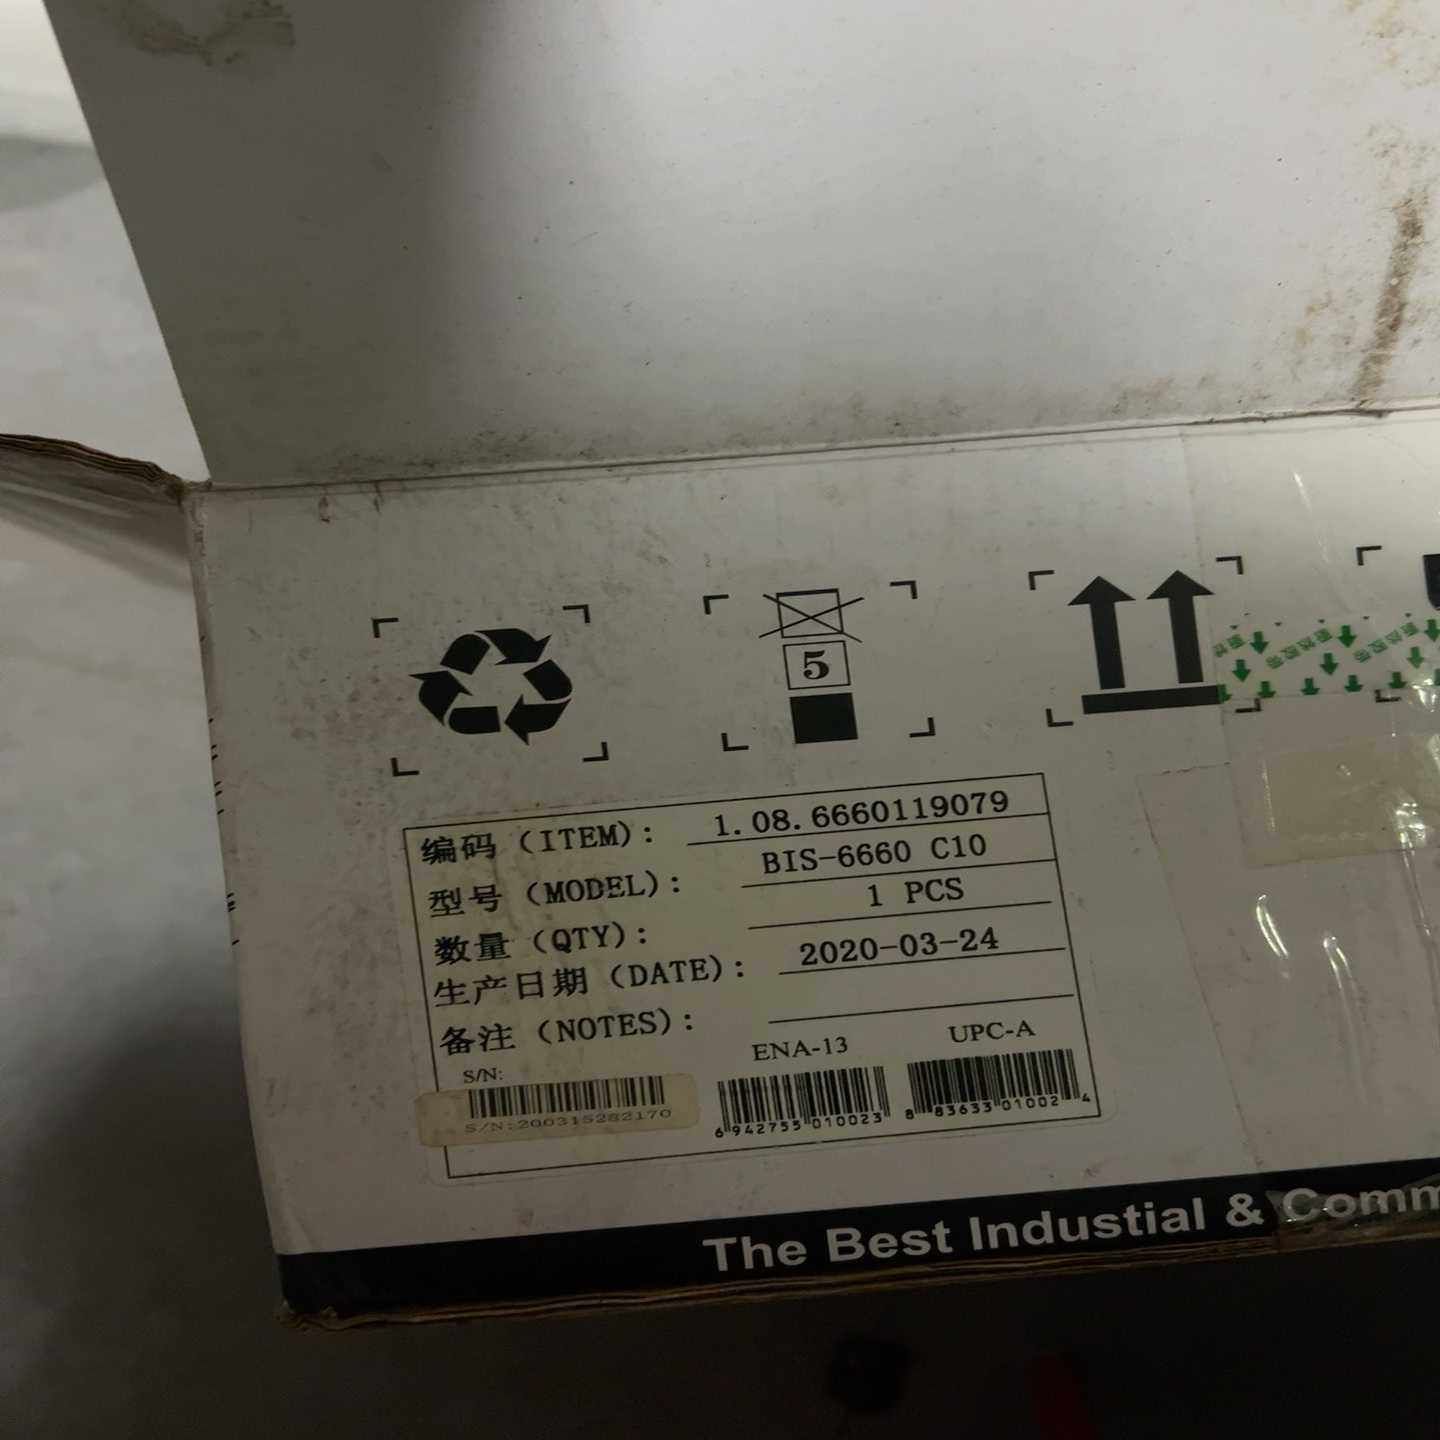 5
编码（ITEM）： 1.08.6660119079
型号（MODEL）： BIS-6660 C10
数量（QTY）： 1 PCS
生产日期（DATE）： 2020-03-24
备注（NOTES）：
S/N:
S/N:200315282170
ENA-13
6 942755 010023
UPC-A
8 83633 01002 4
The Best Industial & Comm